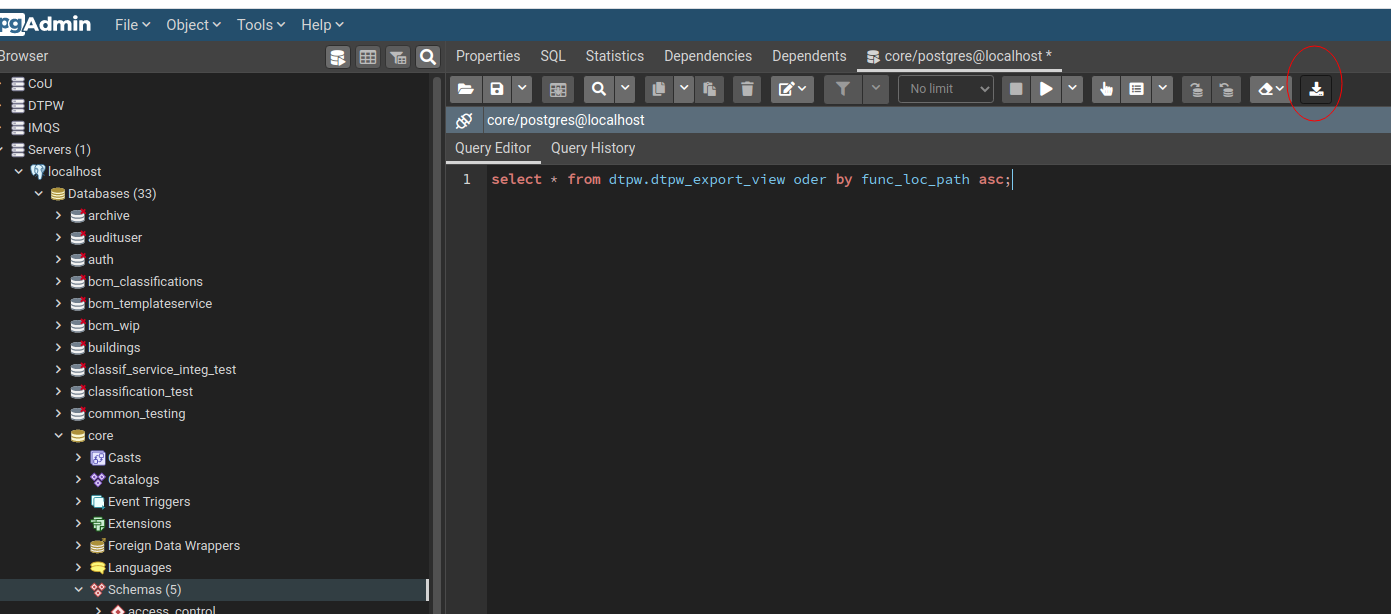 pgAdmin File Object Tools Help
Browser
Properties SQL Statistics Dependencies Dependents core/postgres@localhost *
No limit
core/postgres@localhost
Query Editor Query History
1 select * from dtpw.dtpw_export_view oder by func_loc_path asc;
CoU
DTPW
IMQS
Servers (1)
localhost
Databases (33)
archive
audituser
auth
bcm_classifications
bcm_templateservice
bcm_wip
buildings
classif_service_integ_test
classification_test
common_testing
core
Casts
Catalogs
Event Triggers
Extensions
Foreign Data Wrappers
Languages
Schemas (5)
access_control